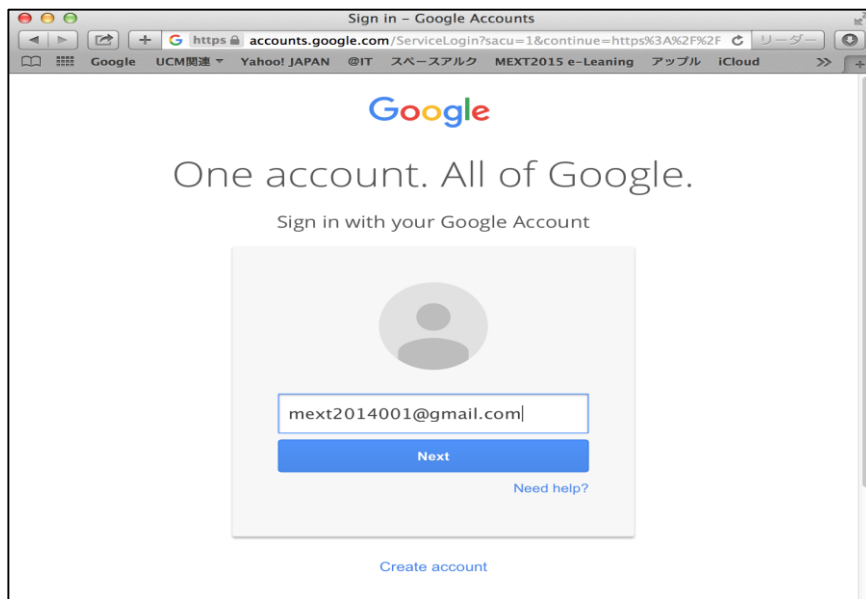 Sign in – Google Accounts
https accounts.google.com/ServiceLogin?sacu=1&continue=https%3A%2F%2F リーダー
Google UCM関連 Yahoo! JAPAN @IT スペースアルク MEXT2015 e-Leaning アップル iCloud >>
Google
One account. All of Google.
Sign in with your Google Account
mext2014001@gmail.com
Next
Need help?
Create account